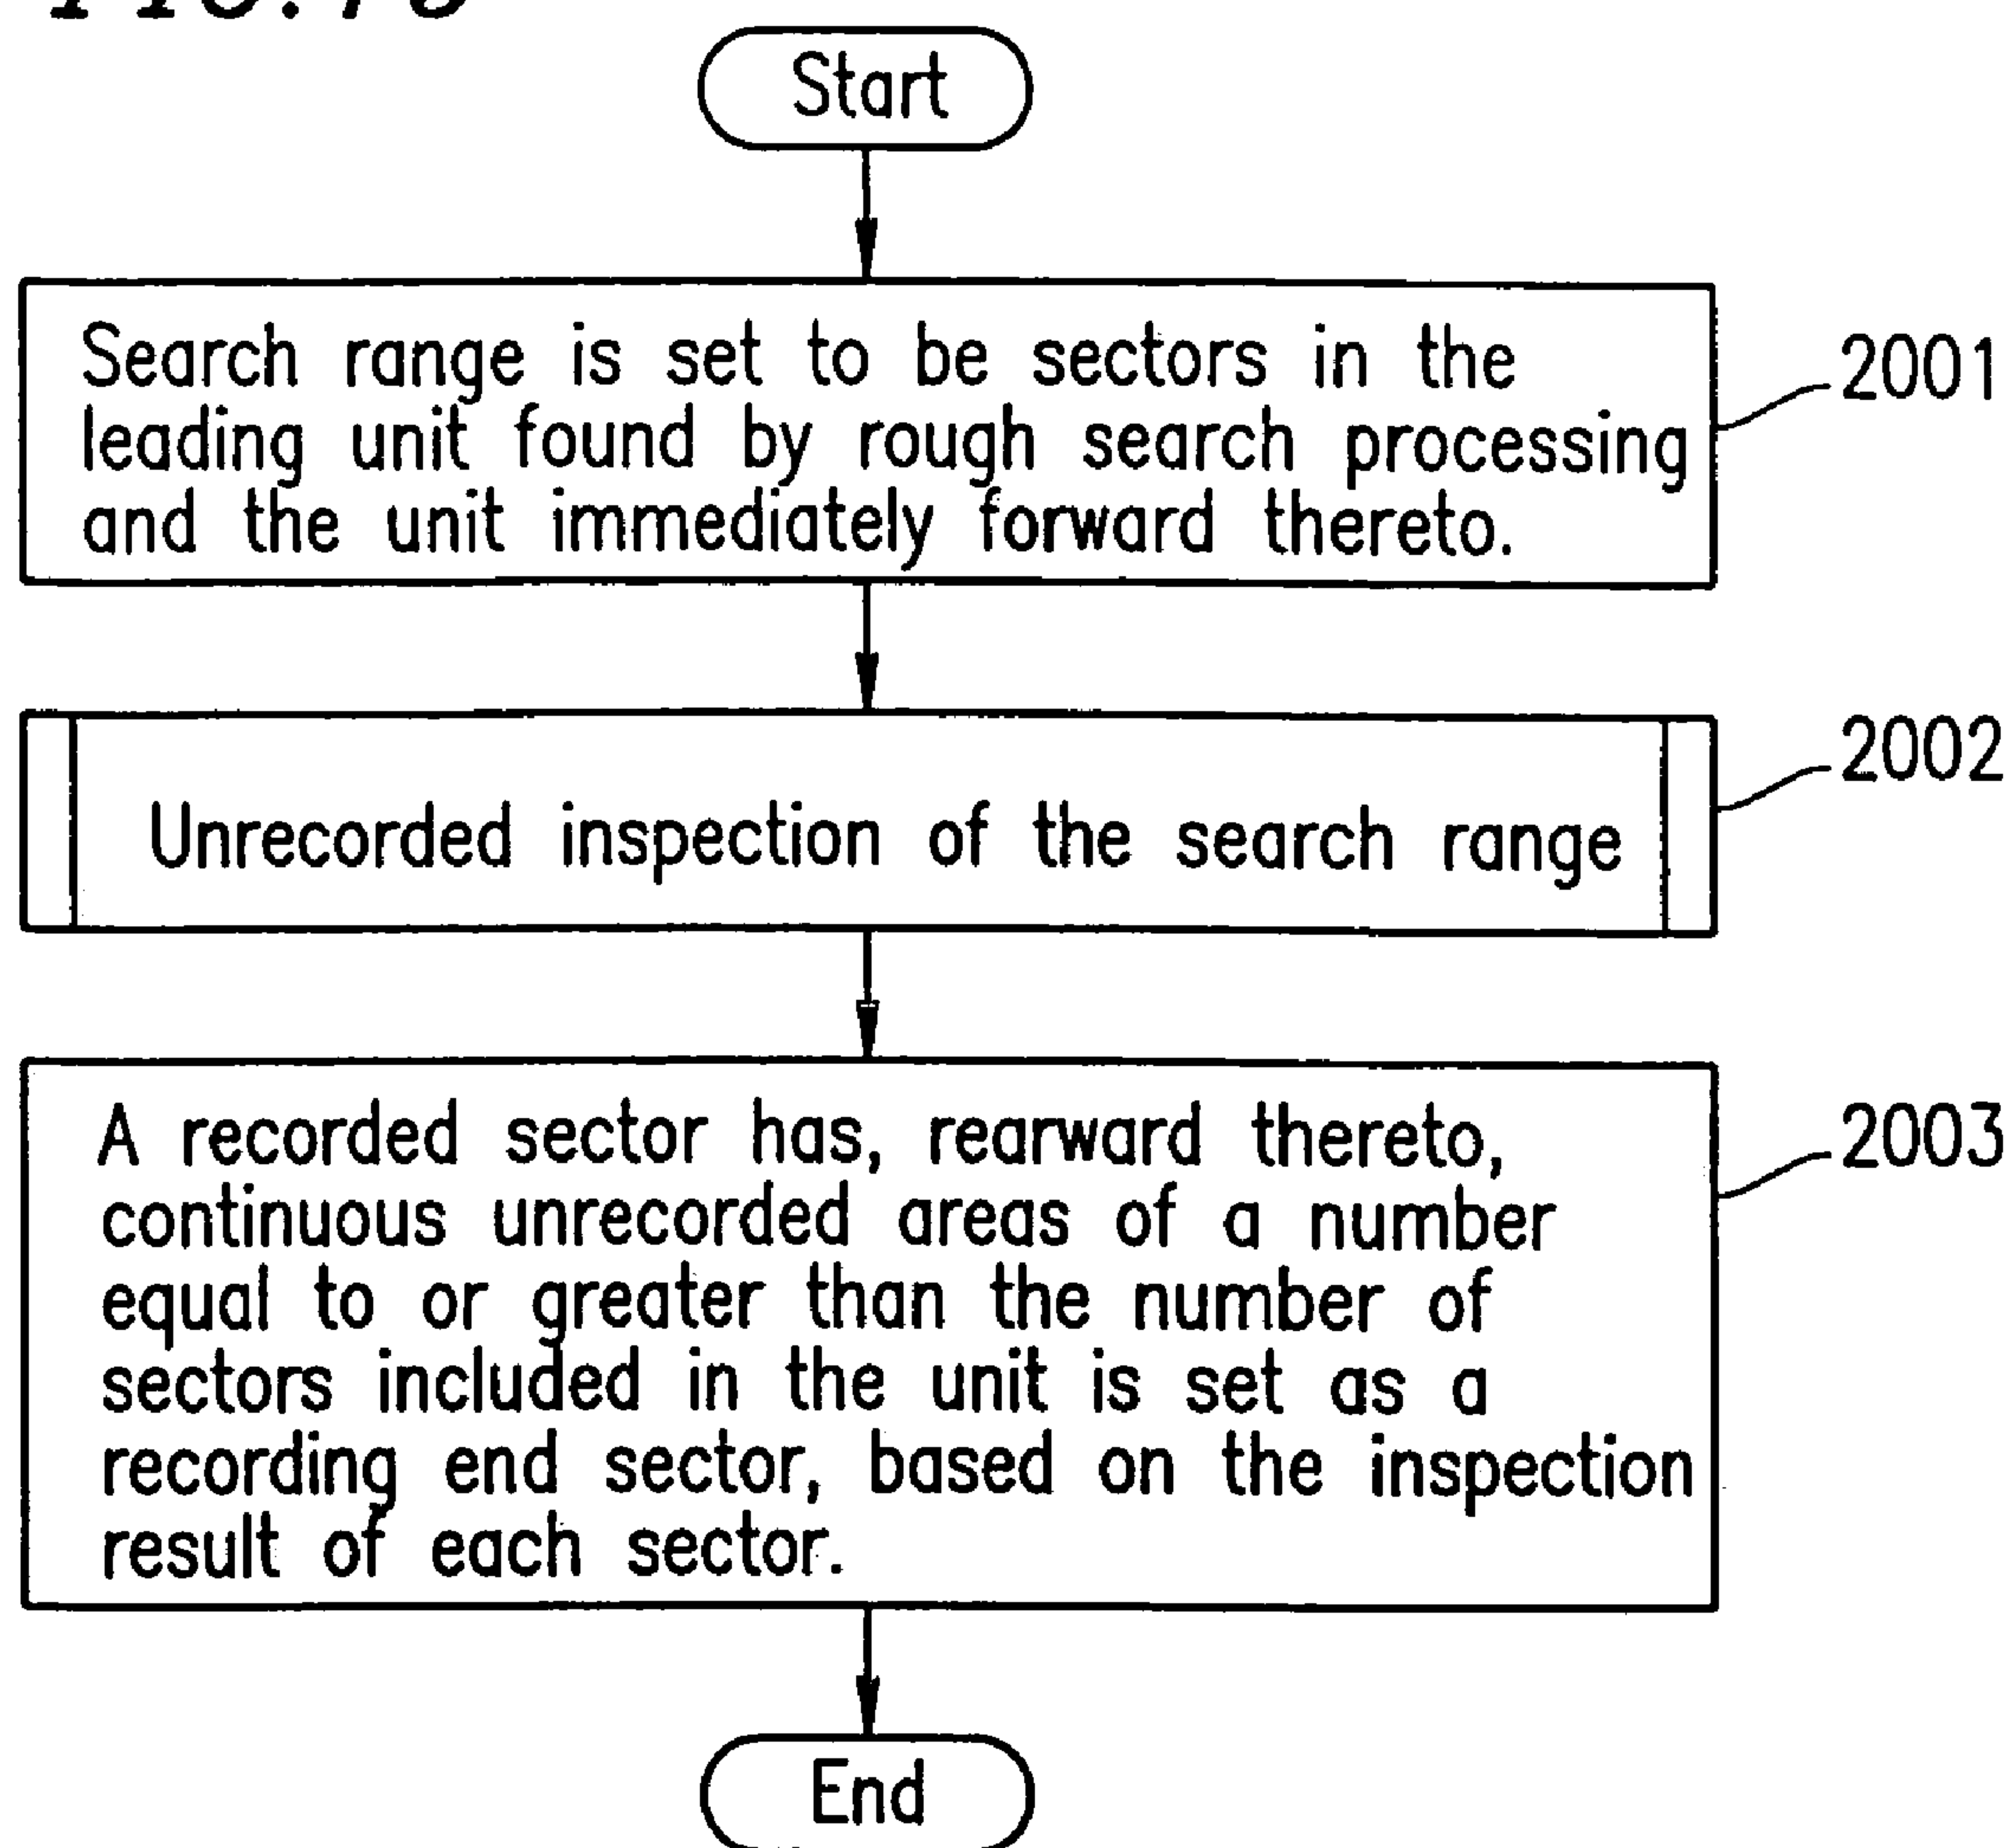 Start
Search range is set to be sectors in the
leading unit found by rough search processing
and the unit immediately forward thereto.
2001
Unrecorded inspection of the search range
2002
A recorded sector has, rearward thereto,
continuous unrecorded areas of a number
equal to or greater than the number of
sectors included in the unit is set as a
recording end sector, based on the inspection
result of each sector.
2003
End